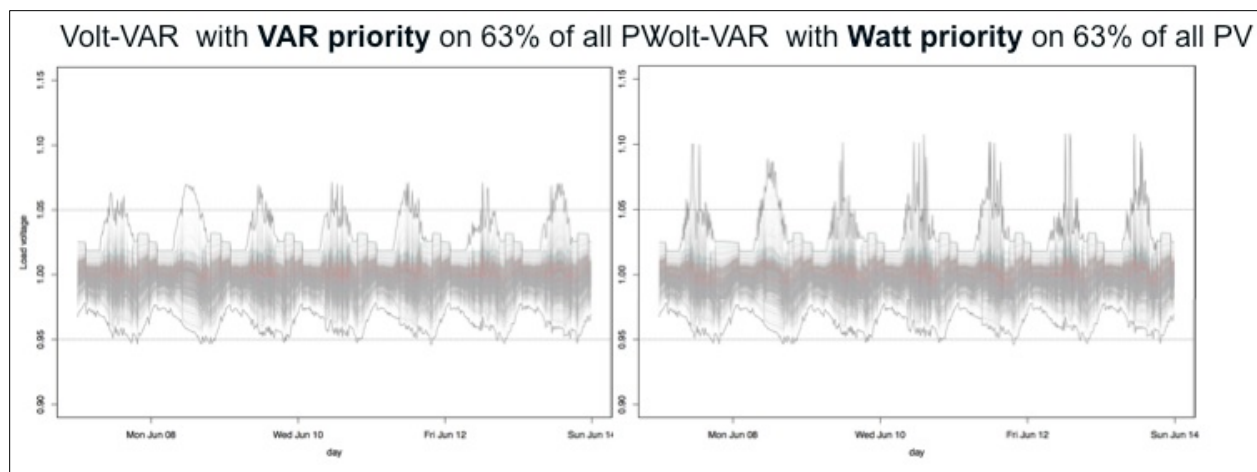 Volt-VAR with VAR priority on 63% of all PV
Volt-VAR with Watt priority on 63% of all PV
1.15
1.10
1.05
1.00
0.95
0.90
Load voltage
Mon Jun 08
Wed Jun 10
Fri Jun 12
Sun Jun 14
day
1.15
1.10
1.05
1.00
0.95
0.90
Mon Jun 08
Wed Jun 10
Fri Jun 12
Sun Jun 14
day